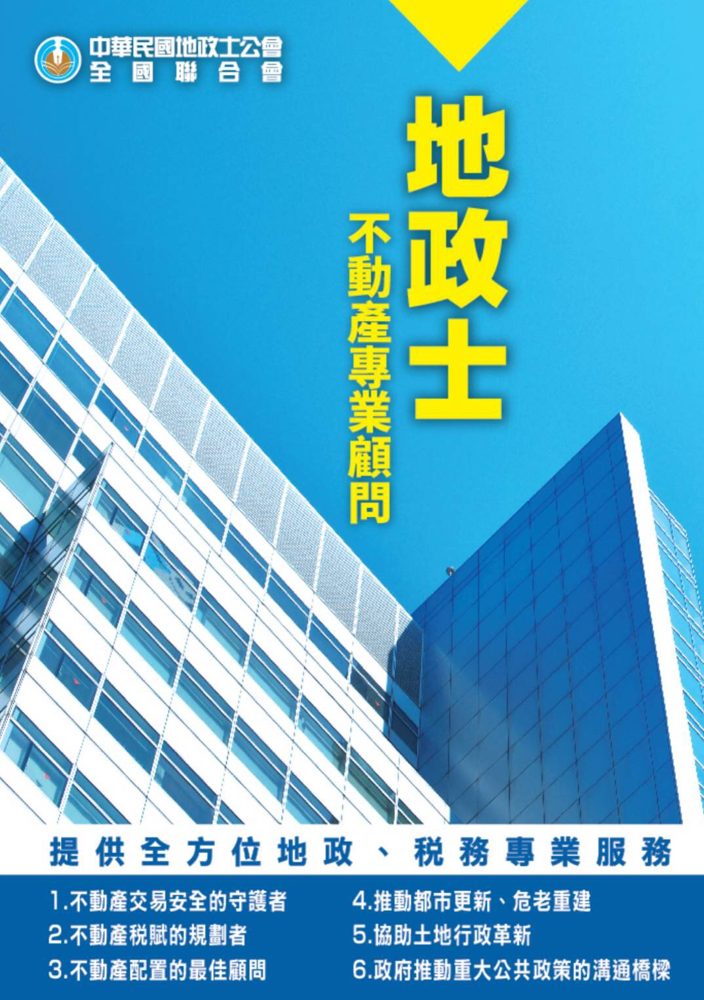 中華民國地政士公會
全國聯合會
地政士
不動產專業顧問
提供全方位地政、稅務專業服務
1.不動產交易安全的守護者
2.不動產稅賦的規劃者
3.不動產配置的最佳顧問
4.推動都市更新、危老重建
5.協助土地行政革新
6.政府推動重大公共政策的溝通橋樑